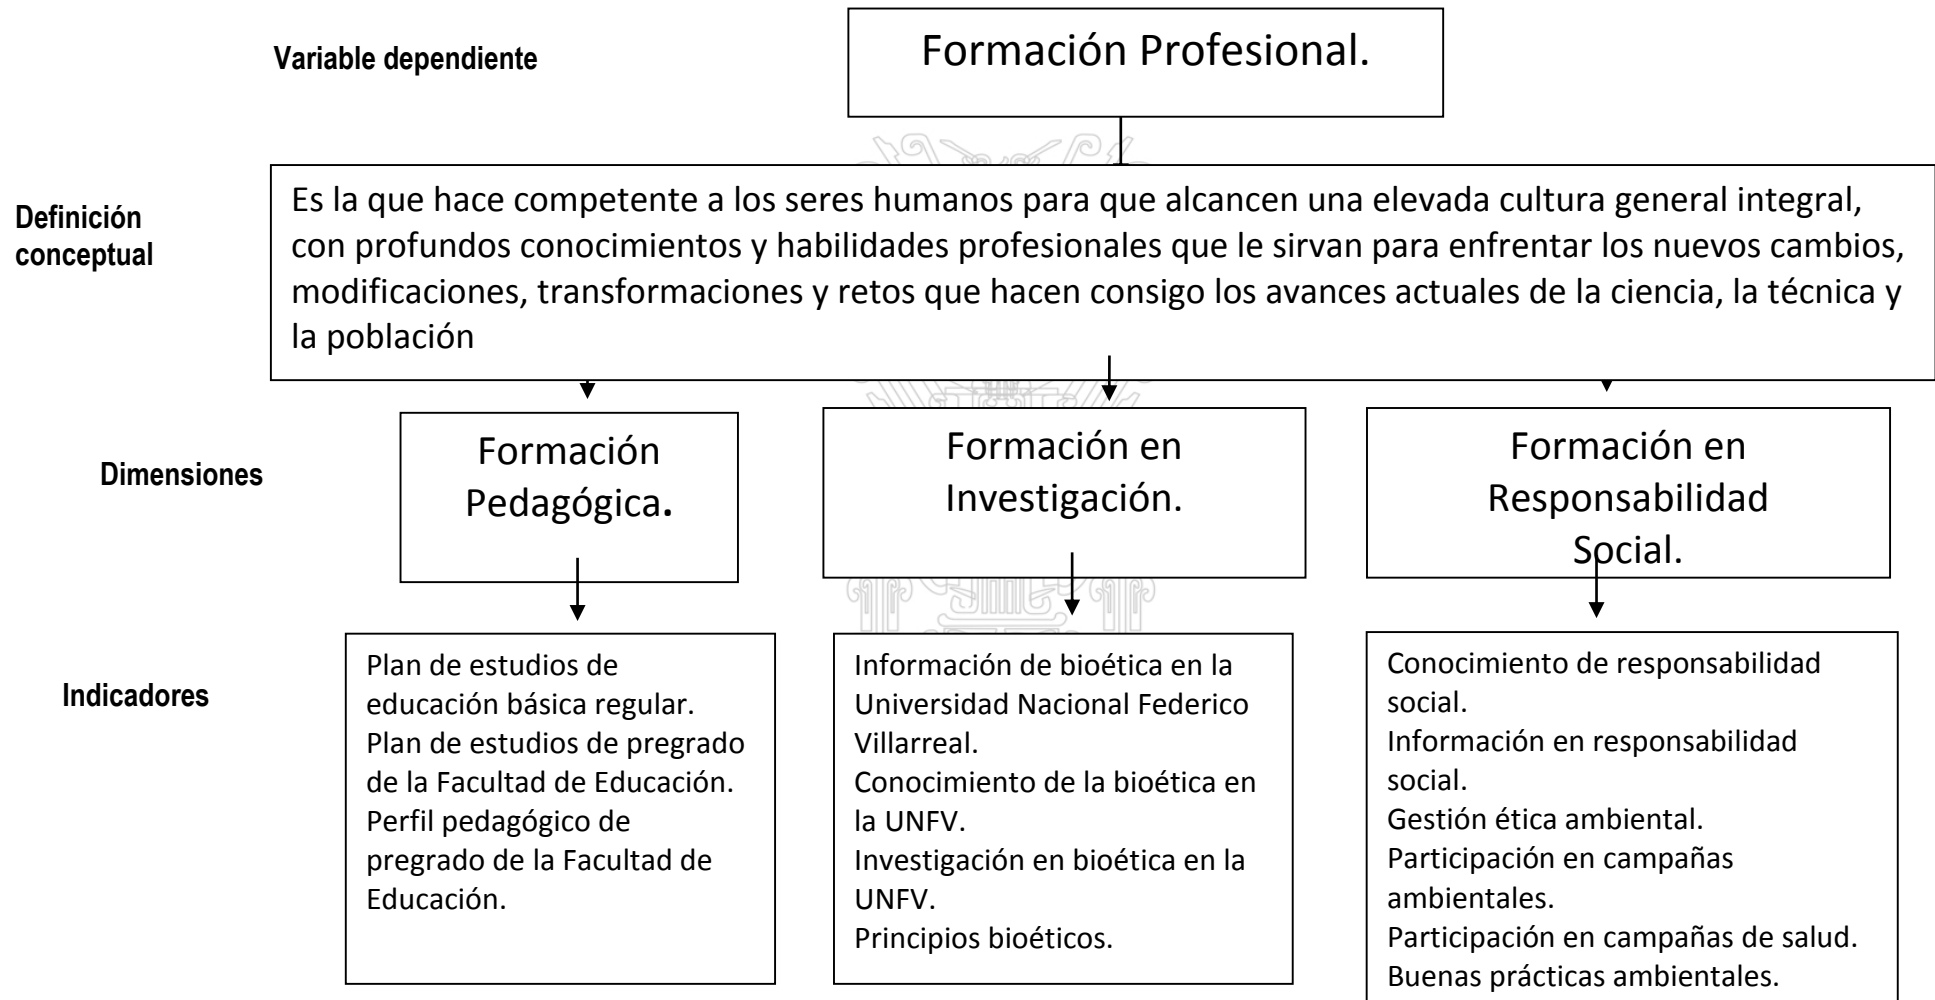 Variable dependiente
Formación Profesional.
Definición
conceptual
Es la que hace competente a los seres humanos para que alcancen una elevada cultura general integral,
con profundos conocimientos y habilidades profesionales que le sirvan para enfrentar los nuevos cambios,
modificaciones, transformaciones y retos que hacen consigo los avances actuales de la ciencia, la técnica y
la población
Dimensiones
Formación
Pedagógica.
Formación en
Investigación.
Formación en
Responsabilidad
Social.
Indicadores
Plan de estudios de
educación básica regular.
Plan de estudios de pregrado
de la Facultad de Educación.
Perfil pedagógico de
pregrado de la Facultad de
Educación.
Información de bioética en la
Universidad Nacional Federico
Villarreal.
Conocimiento de la bioética en
la UNFV.
Investigación en bioética en la
UNFV.
Principios bioéticos.
Conocimiento de responsabilidad
social.
Información en responsabilidad
social.
Gestión ética ambiental.
Participación en campañas
ambientales.
Participación en campañas de salud.
Buenas prácticas ambientales.